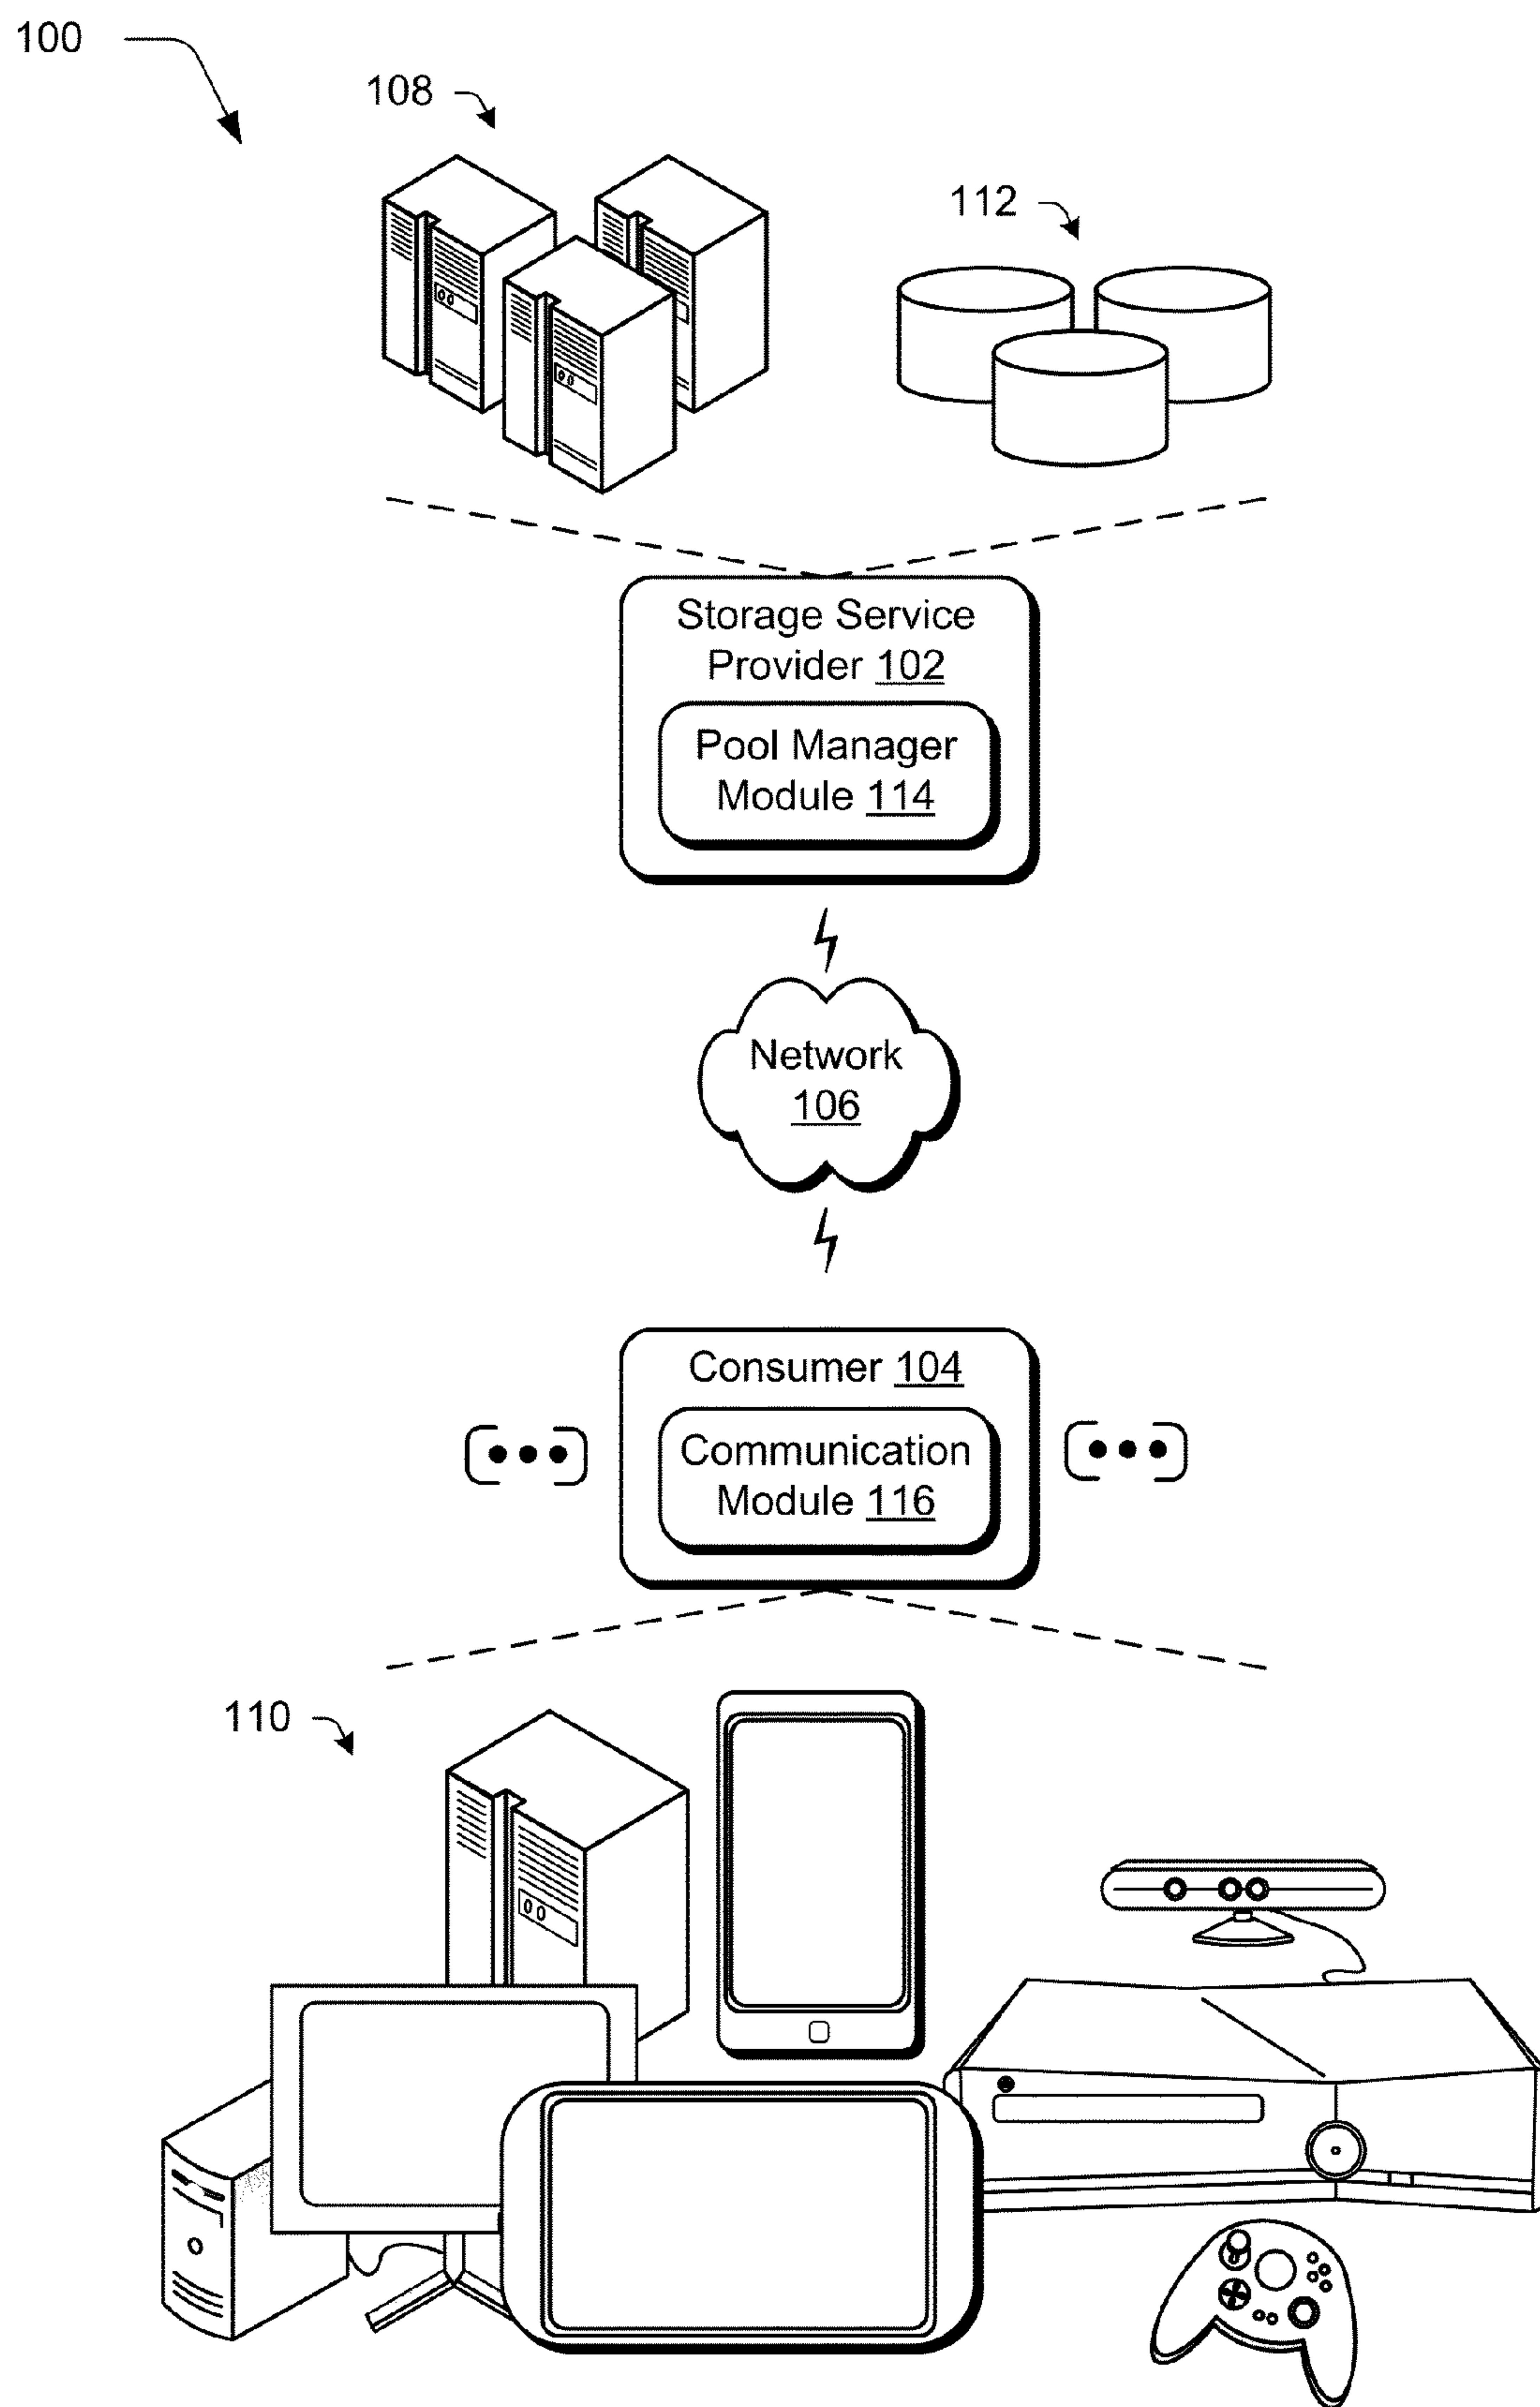 100
108
112
Storage Service
Provider 102
Pool Manager
Module 114
Network
106
Consumer 104
Communication
Module 116
110